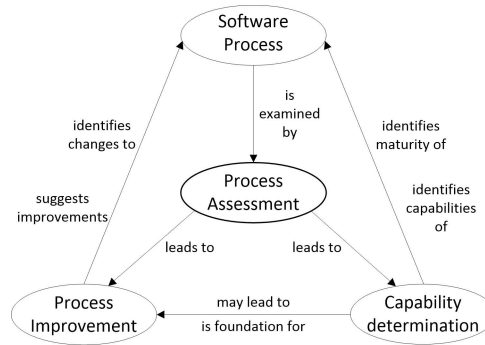 Software
Process
is
examined
by
identifies
changes to
identifies
maturity of
Process
Assessment
suggests
improvements
identifies
capabilities
of
leads to
leads to
Process
Improvement
may lead to
is foundation for
Capability
determination